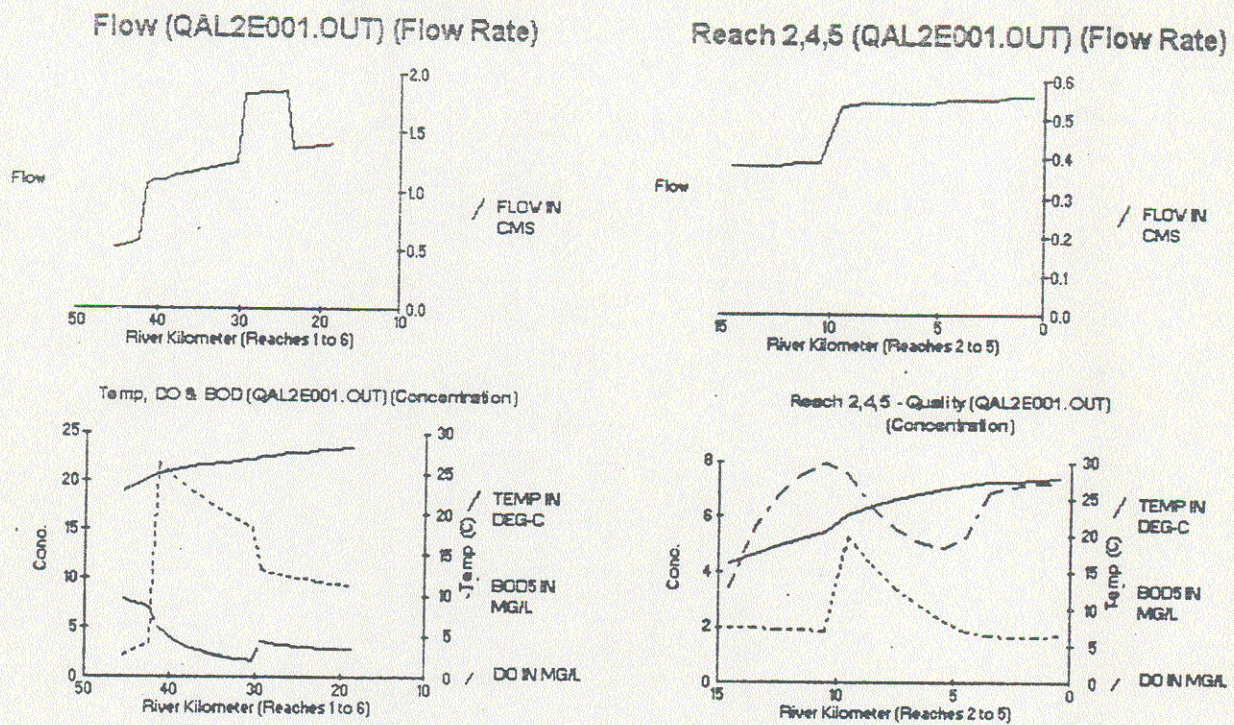 Flow (QAL2E001.OUT) (Flow Rate)
2.0
1.5
1.0
0.5
0.0
Flow
/ FLOW IN
CMS
50 40 30 20 10
River Kilometer (Reaches 1 to 6)
Reach 2,4,5 (QAL2E001.OUT) (Flow Rate)
0.6
0.5
0.4
0.3
0.2
0.1
0.0
Flow
/ FLOW IN
CMS
15 10 5 0
River Kilometer (Reaches 2 to 5)
Temp, DO & BOD (QAL2E001.OUT) (Concentration)
25
20
15
10
5
0
Conc.
30
25
20
15
10
5
0
Temp (C)
/ TEMP IN
DEG-C
BOD5 IN
MG/L
/ DO IN MG/L
50 40 30 20 10
River Kilometer (Reaches 1 to 6)
Reach 2,4,5 - Quality (QAL2E001.OUT)
(Concentration)
8
6
4
2
0
Conc.
30
25
20
15
10
5
0
Temp (C)
/ TEMP IN
DEG-C
BOD5 IN
MG/L
/ DO IN MG/L
15 10 5 0
River Kilometer (Reaches 2 to 5)